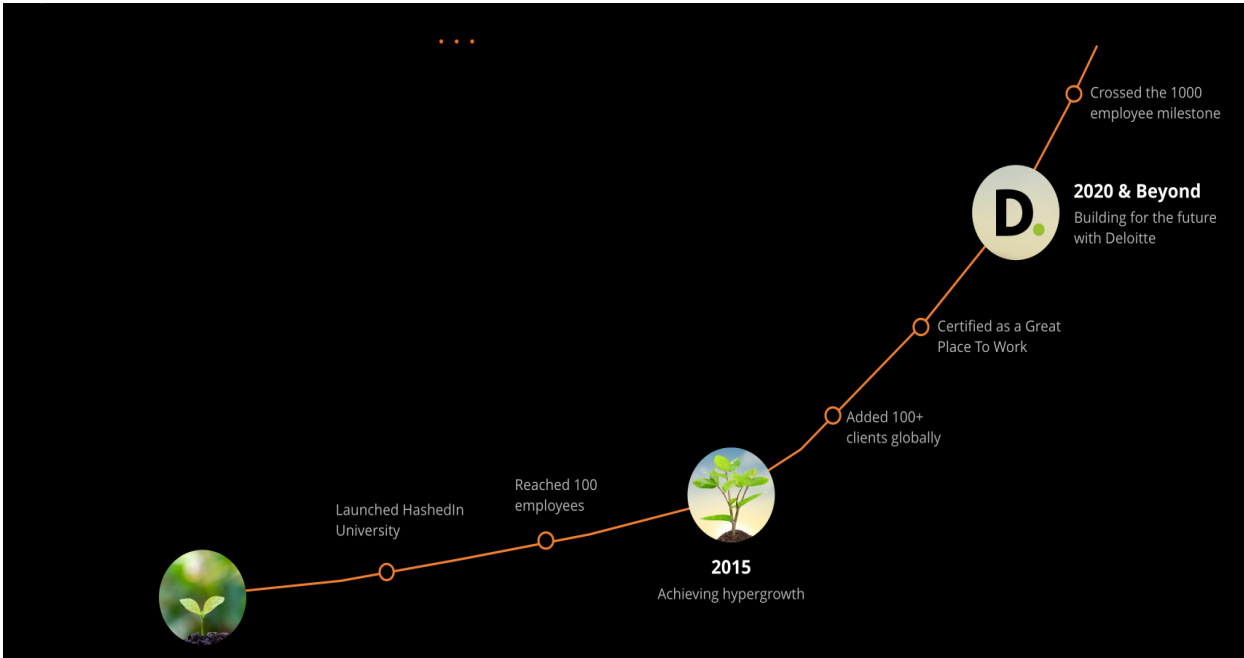 Crossed the 1000
employee milestone
D.
2020 & Beyond
Building for the future
with Deloitte
Certified as a Great
Place To Work
Added 100+
clients globally
Reached 100
employees
Launched HashedIn
University
2015
Achieving hypergrowth